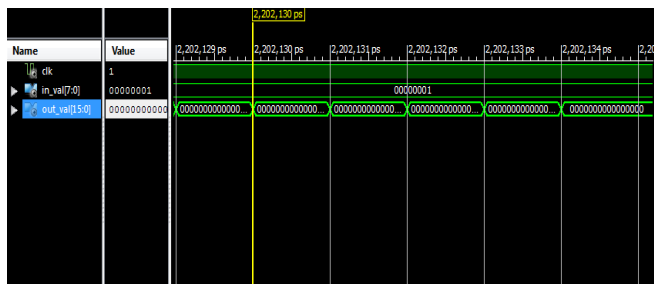 2,202,130 ps
Name Value 2,202,129 ps 2,202,130 ps 2,202,131 ps 2,202,132 ps 2,202,133 ps 2,202,134 ps 2,20
clk 1
in_val[7:0] 00000001 00000001
out_val[15:0] 00000000000 0000000000000... 0000000000000... 0000000000000... 0000000000000... 0000000000000... 0000000000000000